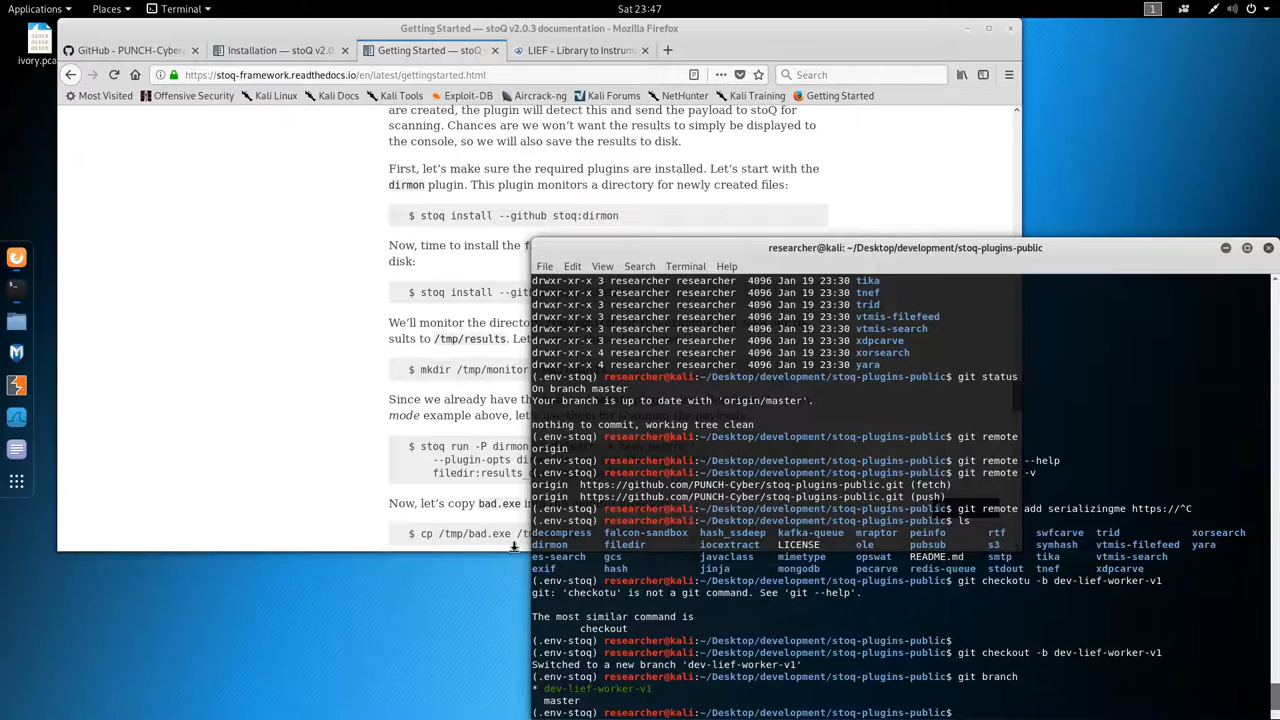 Applications
Places
Terminal
Sat 23:47
1
ivory.pca
Getting Started — stoQ v2.0.3 documentation - Mozilla Firefox
GitHub - PUNCH-Cyber
Installation — stoQ v2.0.
Getting Started — stoQ
LIEF - Library to Instrum
https://stoq-framework.readthedocs.io/en/latest/gettingstarted.html
Search
Most Visited
Offensive Security
Kali Linux
Kali Docs
Kali Tools
Exploit-DB
Aircrack-ng
Kali Forums
NetHunter
Kali Training
Getting Started
are created, the plugin will detect this and send the payload to stoQ for
scanning. Chances are we won't want the results to simply be displayed to
the console, so we will also save the results to disk.
First, let's make sure the required plugins are installed. Let's start with the
dirmon plugin. This plugin monitors a directory for newly created files:
$ stoq install --github stoq:dirmon
Now, time to install the f
disk:
$ stoq install --gith
We'll monitor the director
sults to /tmp/results. Let
$ mkdir /tmp/monitor
Since we already have th
mode example above, let's use them for scanning the payloads.
$ stoq run -P dirmon
--plugin-opts di
filedir:results_
Now, let's copy bad.exe in
$ cp /tmp/bad.exe /t
researcher@kali: ~/Desktop/development/stoq-plugins-public
File Edit View Search Terminal Help
drwxr-xr-x 3 researcher researcher 4096 Jan 19 23:30 tika
drwxr-xr-x 3 researcher researcher 4096 Jan 19 23:30 tnef
drwxr-xr-x 3 researcher researcher 4096 Jan 19 23:30 trid
drwxr-xr-x 3 researcher researcher 4096 Jan 19 23:30 vtmis-filefeed
drwxr-xr-x 3 researcher researcher 4096 Jan 19 23:30 vtmis-search
drwxr-xr-x 3 researcher researcher 4096 Jan 19 23:30 xdpcarve
drwxr-xr-x 4 researcher researcher 4096 Jan 19 23:30 xorsearch
drwxr-xr-x 4 researcher researcher 4096 Jan 19 23:30 yara
(.env-stoq) researcher@kali:~/Desktop/development/stoq-plugins-public$ git status
On branch master
Your branch is up to date with 'origin/master'.
nothing to commit, working tree clean
(.env-stoq) researcher@kali:~/Desktop/development/stoq-plugins-public$ git remote
origin
(.env-stoq) researcher@kali:~/Desktop/development/stoq-plugins-public$ git remote --help
(.env-stoq) researcher@kali:~/Desktop/development/stoq-plugins-public$ git remote -v
origin https://github.com/PUNCH-Cyber/stoq-plugins-public.git (fetch)
origin https://github.com/PUNCH-Cyber/stoq-plugins-public.git (push)
(.env-stoq) researcher@kali:~/Desktop/development/stoq-plugins-public$ git remote add serializingme https://^C
(.env-stoq) researcher@kali:~/Desktop/development/stoq-plugins-public$ ls
decompress falcon-sandbox hash_ssdeep kafka-queue mraptor peinfo rtf swfcarve trid xorsearch
dirmon filedir iocextract LICENSE ole pubsub s3 symhash vtmis-filefeed yara
es-search gcs javaclass mimetype opswat README.md smtp tika vtmis-search
exif hash jinja mongodb pecarve redis-queue stdout tnef xdpcarve
(.env-stoq) researcher@kali:~/Desktop/development/stoq-plugins-public$ git checkotu -b dev-lief-worker-v1
git: 'checkotu' is not a git command. See 'git --help'.
The most similar command is
checkout
(.env-stoq) researcher@kali:~/Desktop/development/stoq-plugins-public$
(.env-stoq) researcher@kali:~/Desktop/development/stoq-plugins-public$ git checkout -b dev-lief-worker-v1
Switched to a new branch 'dev-lief-worker-v1'
(.env-stoq) researcher@kali:~/Desktop/development/stoq-plugins-public$ git branch
* dev-lief-worker-v1
master
(.env-stoq) researcher@kali:~/Desktop/development/stoq-plugins-public$